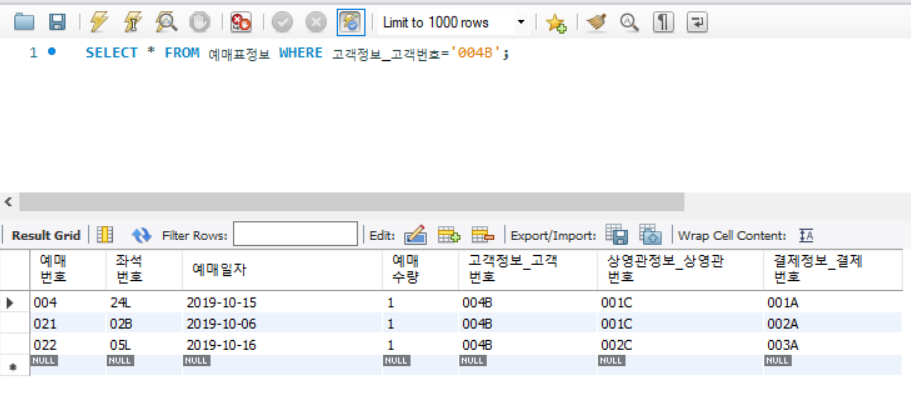 Limit to 1000 rows
1 SELECT * FROM 예매표정보 WHERE 고객정보_고객번호='004B';
Result Grid Filter Rows: Edit: Export/Import: Wrap Cell Content:
예매 번호 좌석 번호 예매일자 예매 수량 고객정보_고객 번호 상영관정보_상영관 번호 결제정보_결제 번호
004 24L 2019-10-15 1 004B 001C 001A
021 02B 2019-10-06 1 004B 001C 002A
022 05L 2019-10-16 1 004B 002C 003A
NULL NULL NULL NULL NULL NULL NULL